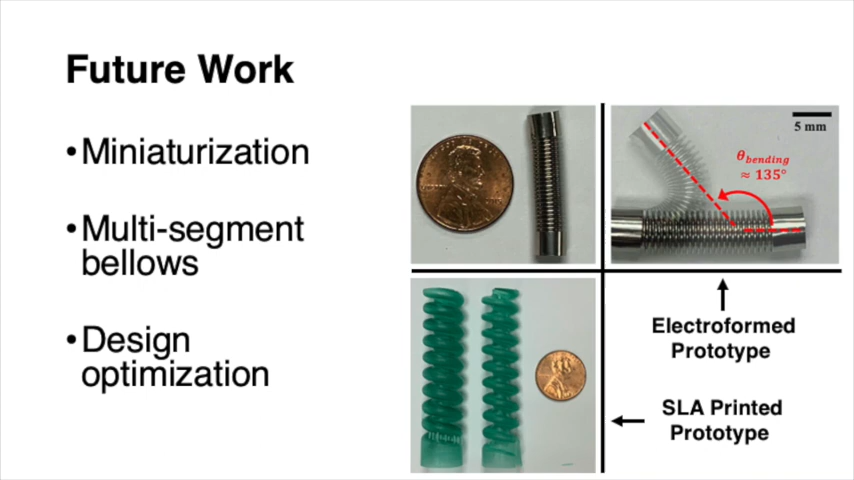 Future Work
•Miniaturization
•Multi-segment
bellows
•Design
optimization
5 mm
θbending
≈ 135°
Electroformed
Prototype
SLA Printed
Prototype